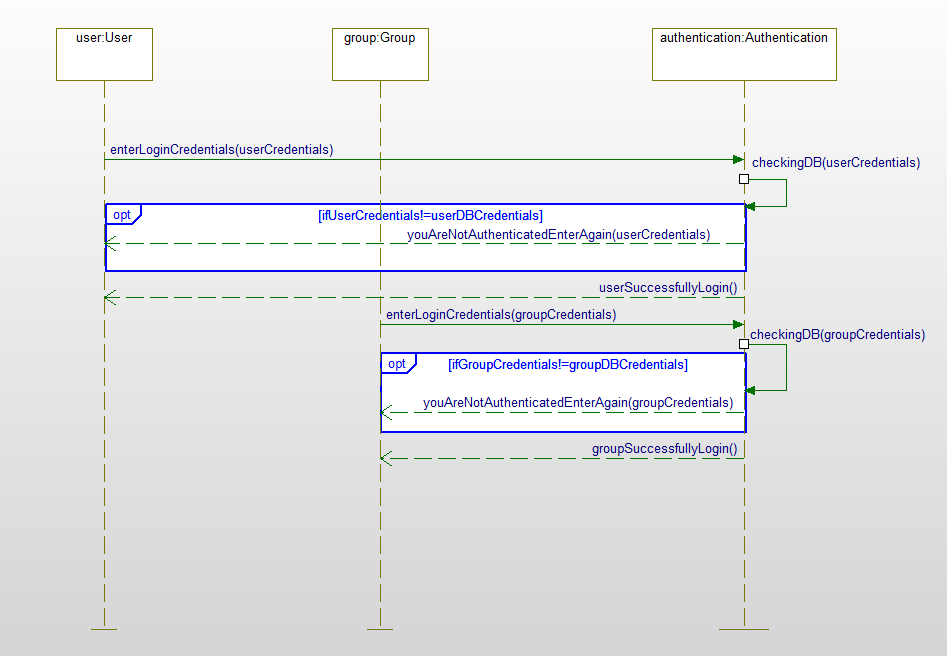 user:User
group:Group
authentication:Authentication
enterLoginCredentials(userCredentials)
checkingDB(userCredentials)
opt
[ifUserCredentials!=userDBCredentials]
youAreNotAuthenticatedEnterAgain(userCredentials)
userSuccessfullyLogin()
enterLoginCredentials(groupCredentials)
checkingDB(groupCredentials)
opt
[ifGroupCredentials!=groupDBCredentials]
youAreNotAuthenticatedEnterAgain(groupCredentials)
groupSuccessfullyLogin()